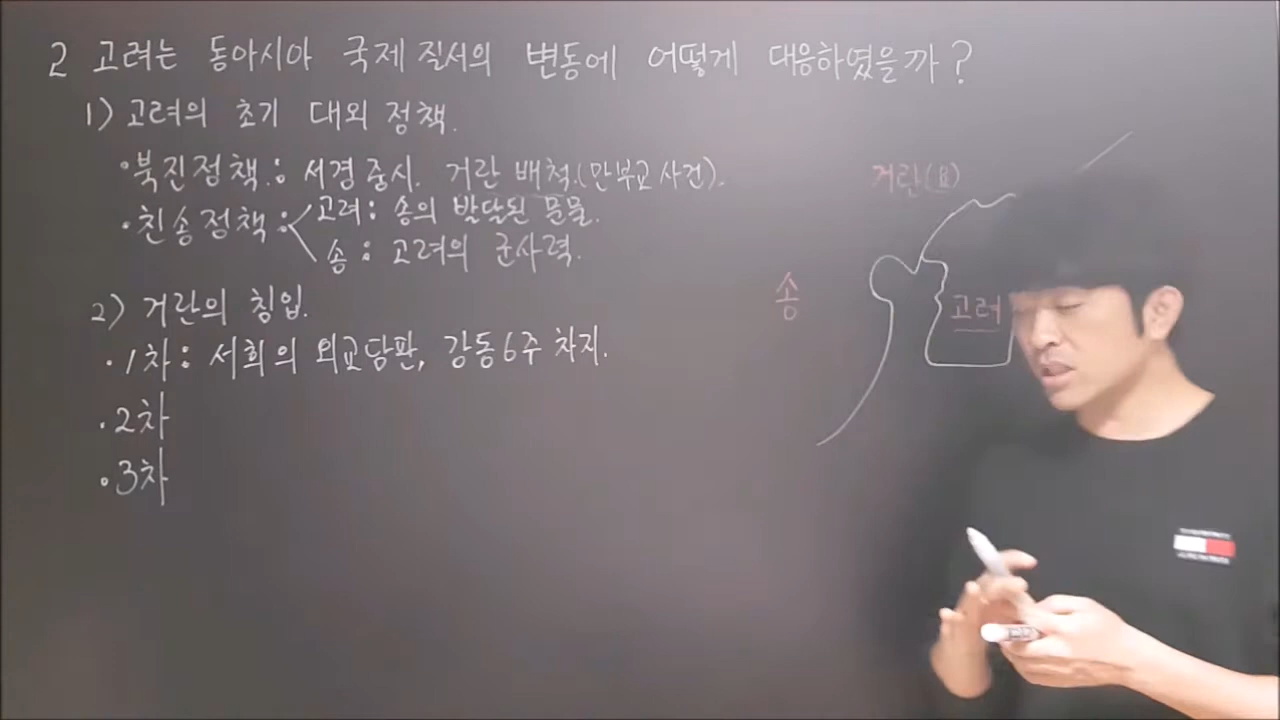 2 고려는 동아시아 국제 질서의 변동에 어떻게 대응하였을까?
1) 고려의 초기 대외 정책.
·북진정책.: 서경중시. 거란 배척.(만부교 사건).
·친송정책: 고려: 송의 발달된 문물.
송: 고려의 군사력.
2) 거란의 침입.
·1차: 서희의 외교담판, 강동6주 차지.
·2차
·3차
거란(요)
송
고려